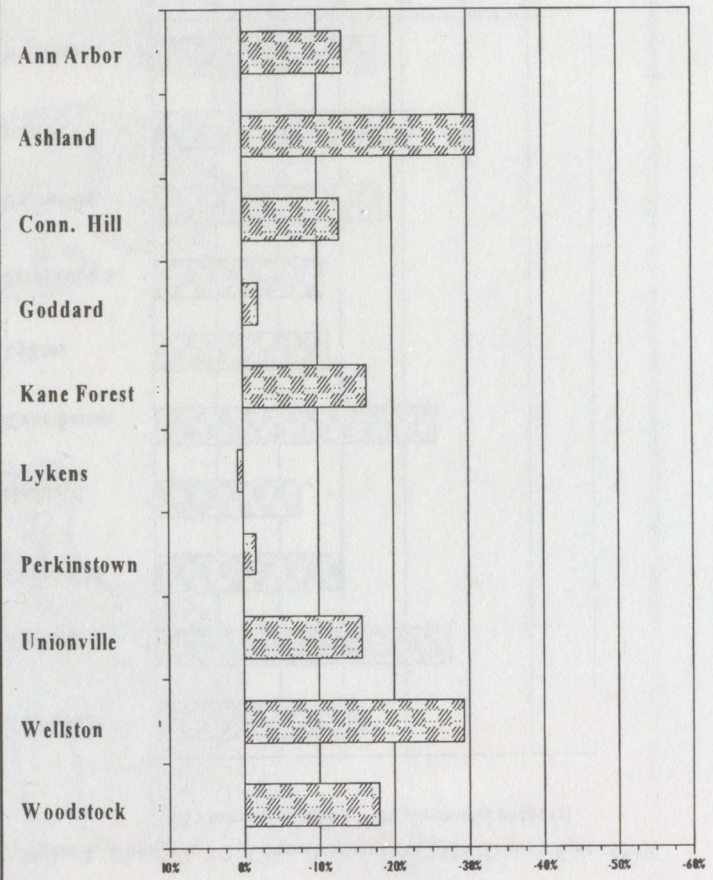 Ann Arbor
Ashland
Conn. Hill
Goddard
Kane Forest
Lykens
Perkinstown
Unionville
Wellston
Woodstock
10% 0% -10% -20% -30% -40% -50% -60%